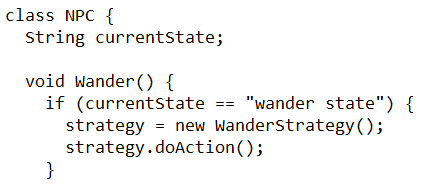 class NPC {
  String currentState;

  void Wander() {
    if (currentState == "wander state") {
      strategy = new WanderStrategy();
      strategy.doAction();
    }